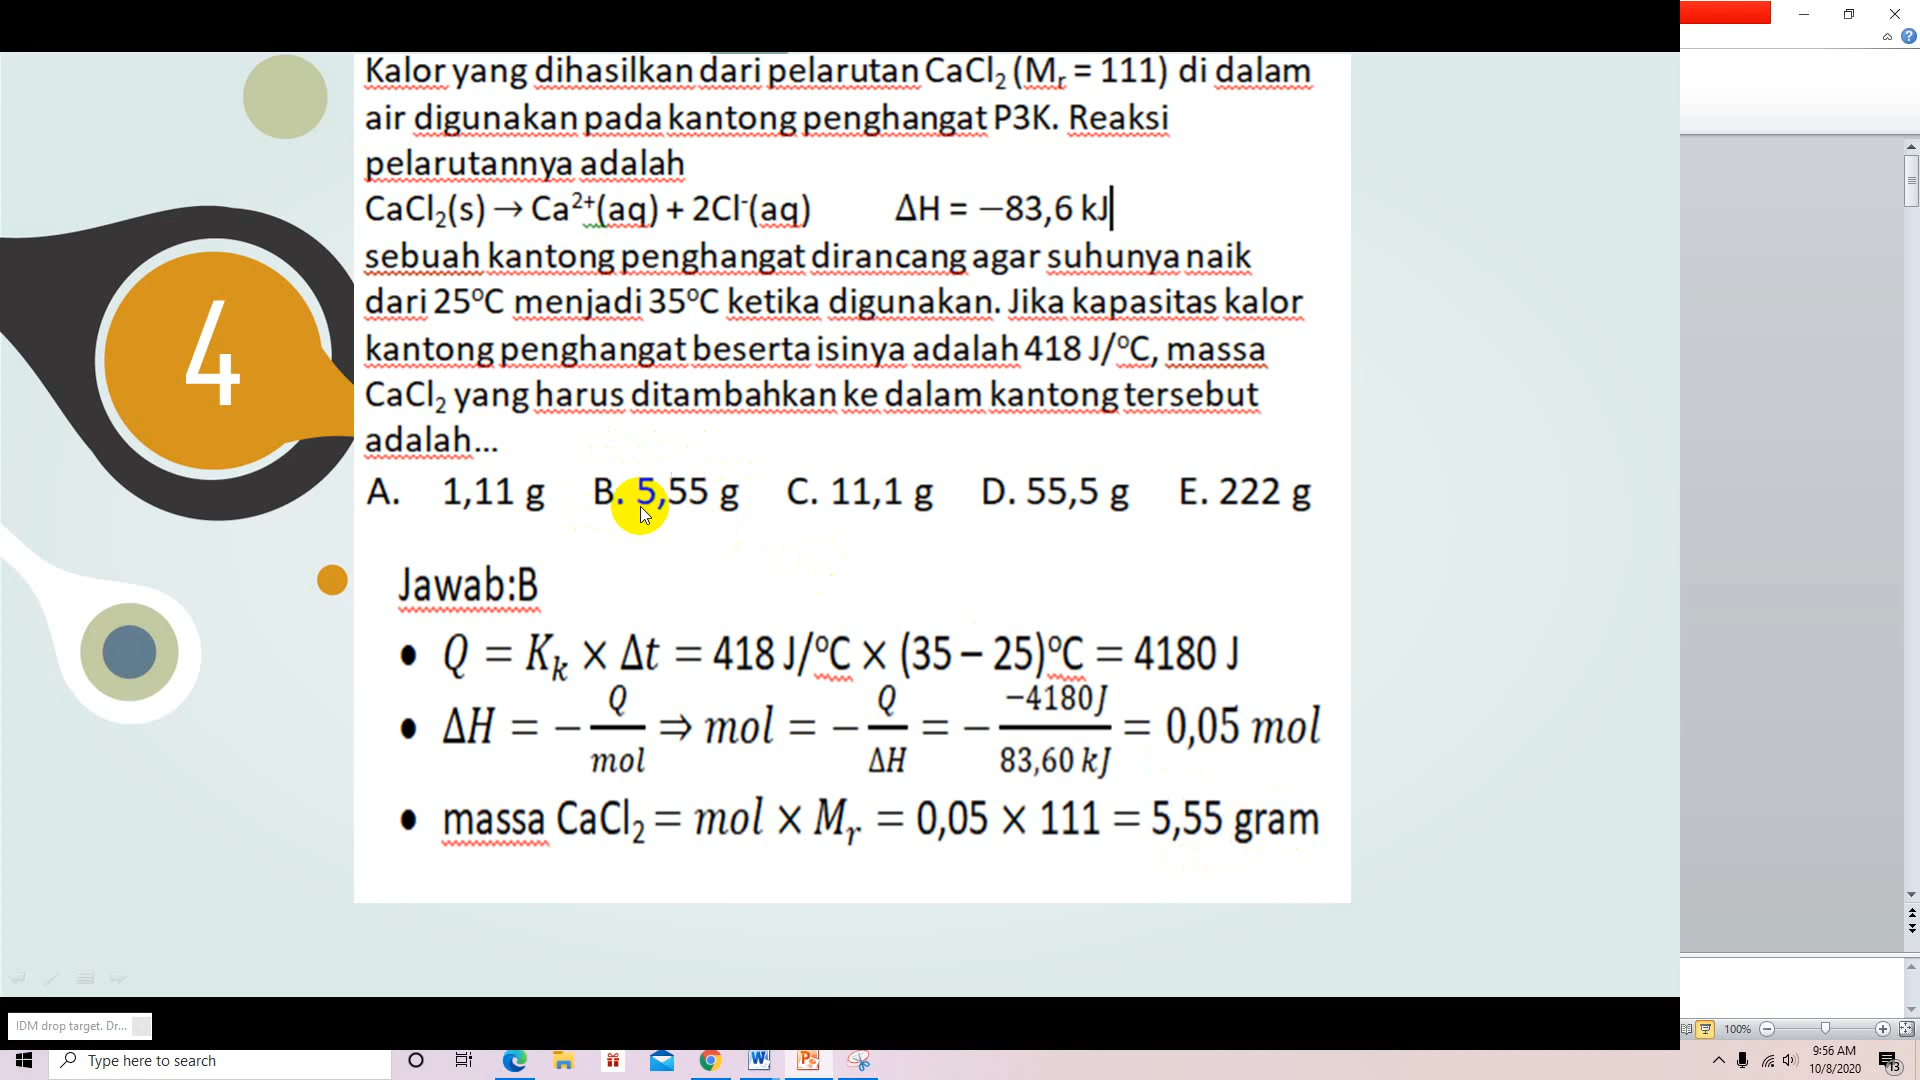 Kalor yang dihasilkan dari pelarutan CaCl₂ (Mᵣ = 111) di dalam
air digunakan pada kantong penghangat P3K. Reaksi
pelarutannya adalah
CaCl₂(s) → Ca²⁺(aq) + 2Cl⁻(aq) ΔH = −83,6 kJ
sebuah kantong penghangat dirancang agar suhunya naik
dari 25°C menjadi 35°C ketika digunakan. Jika kapasitas kalor
kantong penghangat beserta isinya adalah 418 J/°C, massa
CaCl₂ yang harus ditambahkan ke dalam kantong tersebut
adalah...
A. 1,11 g B. 5,55 g C. 11,1 g D. 55,5 g E. 222 g
4
Jawab:B
• Q = Kₖ × Δt = 418 J/°C × (35 – 25)°C = 4180 J
• ΔH = − Q/mol ⇒ mol = − Q/ΔH = − −4180J/83,60 kJ = 0,05 mol
• massa CaCl₂ = mol × Mᵣ = 0,05 × 111 = 5,55 gram
IDM drop target. Dr...
100%
Type here to search
9:56 AM
10/8/2020
13